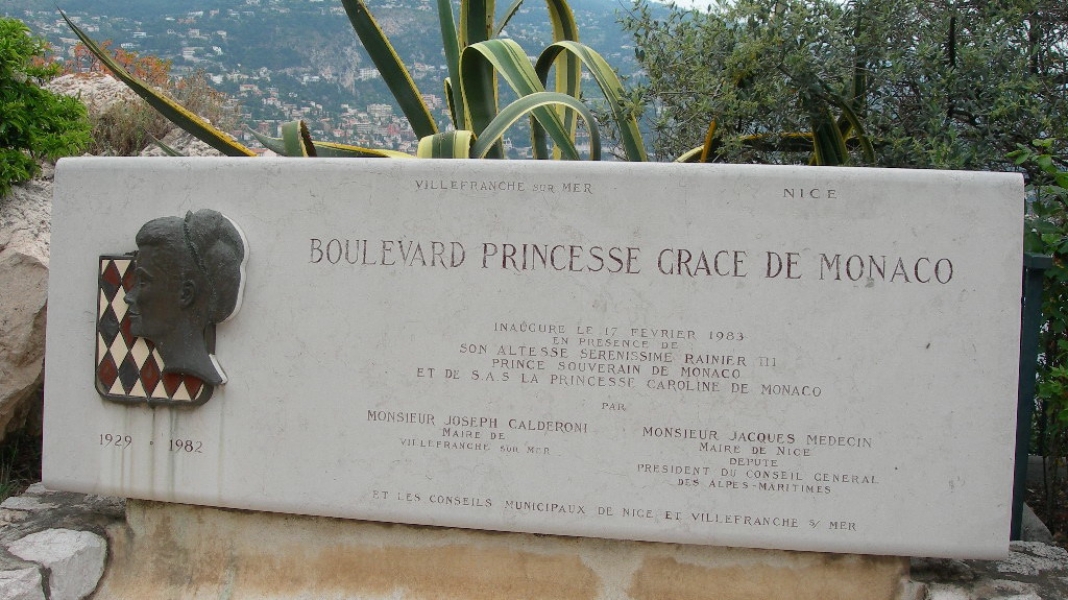 VILLEFRANCHE SUR MER NICE
BOULEVARD PRINCESSE GRACE DE MONACO
INAUGURE LE 17 FEVRIER 1983
EN PRESENCE DE
SON ALTESSE SERENISSIME RAINIER III
PRINCE SOUVERAIN DE MONACO
ET DE S.A.S LA PRINCESSE CAROLINE DE MONACO
PAR
MONSIEUR JOSEPH CALDERONI
MAIRE DE
VILLEFRANCHE SUR MER
MONSIEUR JACQUES MEDECIN
MAIRE DE NICE
DEPUTE
PRESIDENT DU CONSEIL GENERAL
DES ALPES-MARITIMES
1929 • 1982
ET LES CONSEILS MUNICIPAUX DE NICE ET VILLEFRANCHE S/ MER